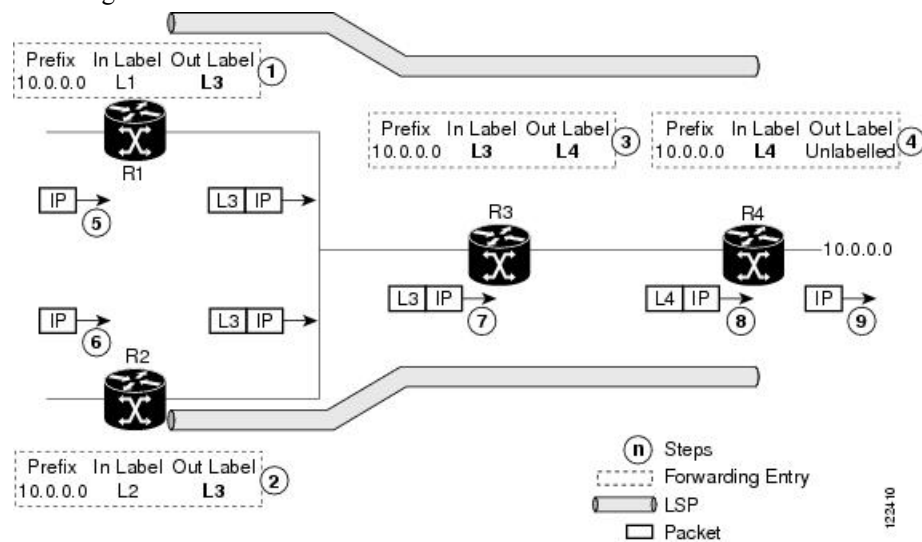 Prefix In Label Out Label
10.0.0.0 L1 L3
1
R1
Prefix In Label Out Label
10.0.0.0 L3 L4
3
Prefix In Label Out Label
10.0.0.0 L4 Unlabelled
4
IP
5
L3 IP
R3
R4
10.0.0.0
L3 IP
7
L4 IP
8
IP
9
IP
6
L3 IP
R2
Prefix In Label Out Label
10.0.0.0 L2 L3
2
n Steps
Forwarding Entry
LSP
Packet
122410